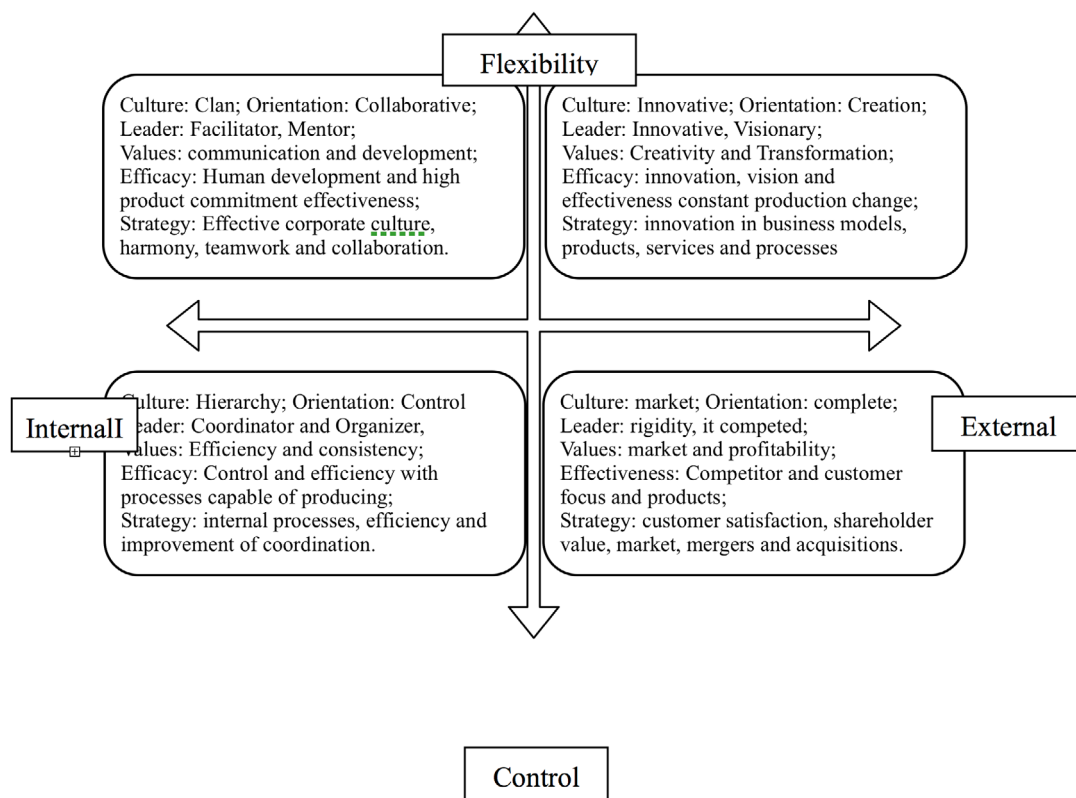 Flexibility
Culture: Clan; Orientation: Collaborative;
Leader: Facilitator, Mentor;
Values: communication and development;
Efficacy: Human development and high
product commitment effectiveness;
Strategy: Effective corporate culture,
harmony, teamwork and collaboration.
Culture: Innovative; Orientation: Creation;
Leader: Innovative, Visionary;
Values: Creativity and Transformation;
Efficacy: innovation, vision and
effectiveness constant production change;
Strategy: innovation in business models,
products, services and processes
InternalI
Culture: Hierarchy; Orientation: Control
Leader: Coordinator and Organizer,
Values: Efficiency and consistency;
Efficacy: Control and efficiency with
processes capable of producing;
Strategy: internal processes, efficiency and
improvement of coordination.
Culture: market; Orientation: complete;
Leader: rigidity, it competed;
Values: market and profitability;
Effectiveness: Competitor and customer
focus and products;
Strategy: customer satisfaction, shareholder
value, market, mergers and acquisitions.
External
Control